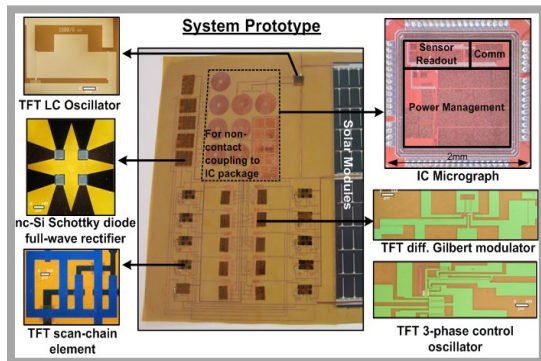 System Prototype
TFT LC Oscillator
nc-Si Schottky diode
full-wave rectifier
TFT scan-chain
element
For non-
contact
coupling to
IC package
Solar Modules
Sensor
Readout
Comm
Power Management
2mm
IC Micrograph
TFT diff. Gilbert modulator
TFT 3-phase control
oscillator